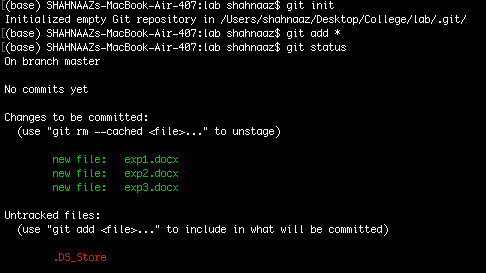 (base) SHAHNAAZs-MacBook-Air-407:lab shahnaaz$ git init
Initialized empty Git repository in /Users/shahnaaz/Desktop/College/lab/.git/
(base) SHAHNAAZs-MacBook-Air-407:lab shahnaaz$ git add *
(base) SHAHNAAZs-MacBook-Air-407:lab shahnaaz$ git status
On branch master
No commits yet
Changes to be committed:
(use "git rm --cached <file>..." to unstage)
new file: exp1.docx
new file: exp2.docx
new file: exp3.docx
Untracked files:
(use "git add <file>..." to include in what will be committed)
.DS_Store